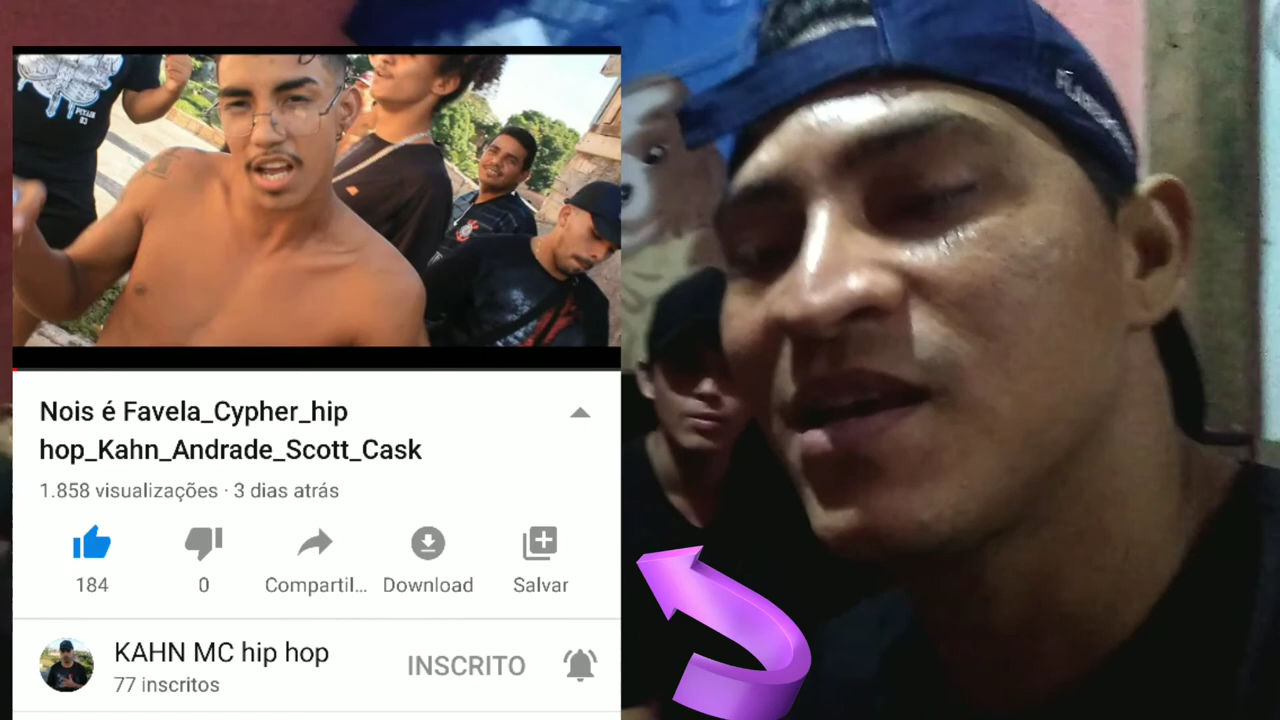 Nois é Favela_Cypher_hip
hop_Kahn_Andrade_Scott_Cask
1.858 visualizações · 3 dias atrás
184
0
Compartil...
Download
Salvar
KAHN MC hip hop
INSCRITO
77 inscritos